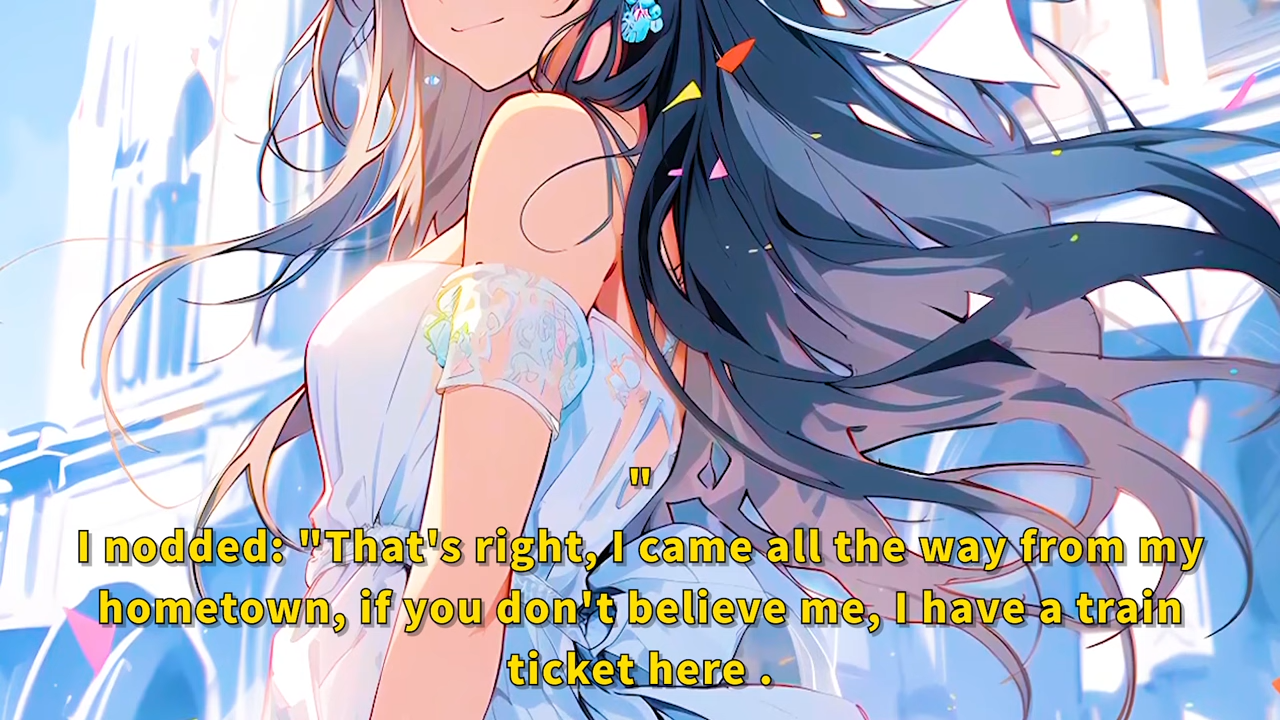 "
I nodded: "That's right, I came all the way from my
hometown, if you don't believe me, I have a train
ticket here .